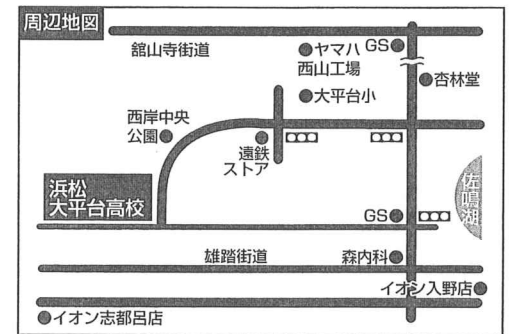 周辺地図
舘山寺街道
ヤマハ
西山工場
GS
杏林堂
大平台小
西岸中央
公園
遠鉄
ストア
浜松
大平台高校
佐鳴湖
GS
雄踏街道
森内科
イオン入野店
イオン志都呂店